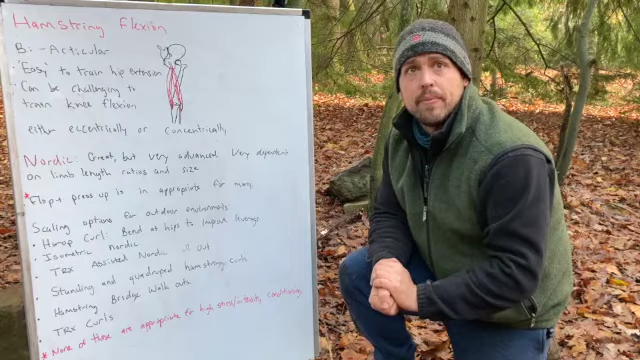 Hamstring Flexion
Bi-Articular
'Easy' to train hip extension
Can be challenging to
train knee flexion
either eccentrically or concentrically
Nordic: Great, but very advanced. Very dependent
on limb length ratios and size
*Flop + press up is in appropriate for many
Scaling options for outdoor environments:
· Harop Curl: Bend at hips to improve leverage
· Isometric Nordic
· TRX Assisted Nordic Out
· Standing and quadruped hamstring curls
· Hamstring Bridge Walk outs
· TRX Curls
*None of these are appropriate for high stress/intensity conditioning